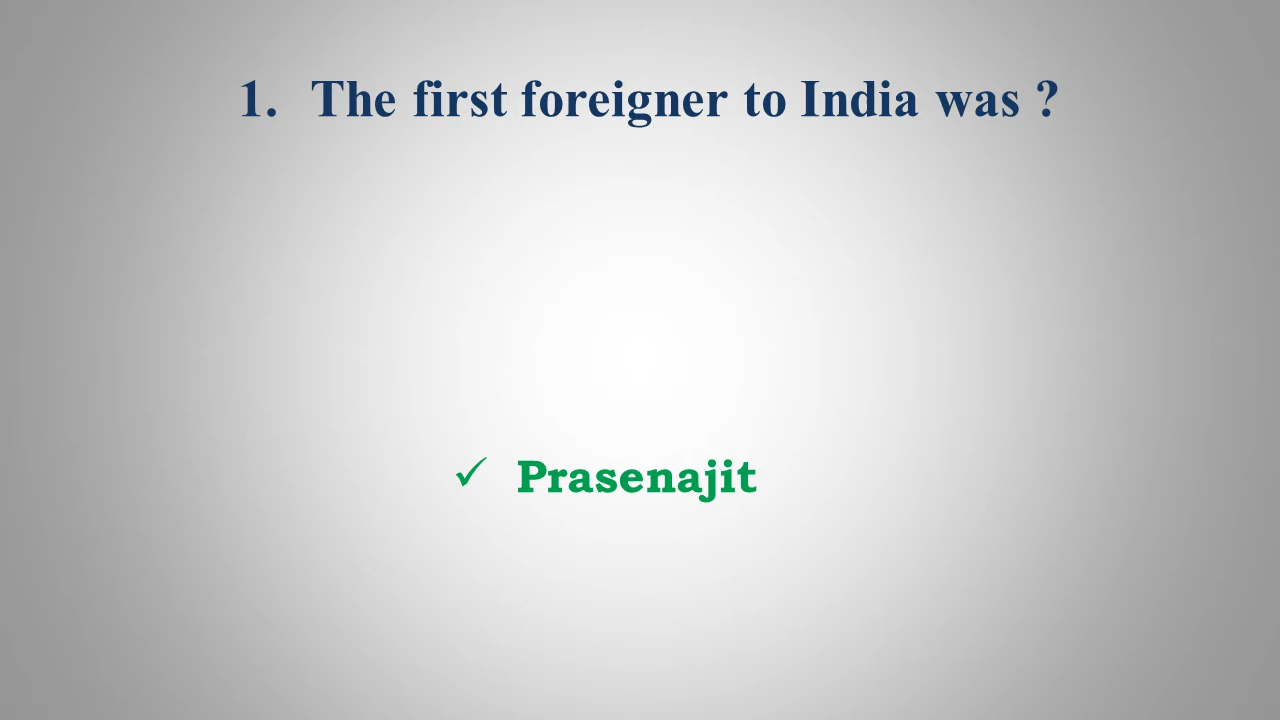 1. The first foreigner to India was ?
✓ Prasenajit